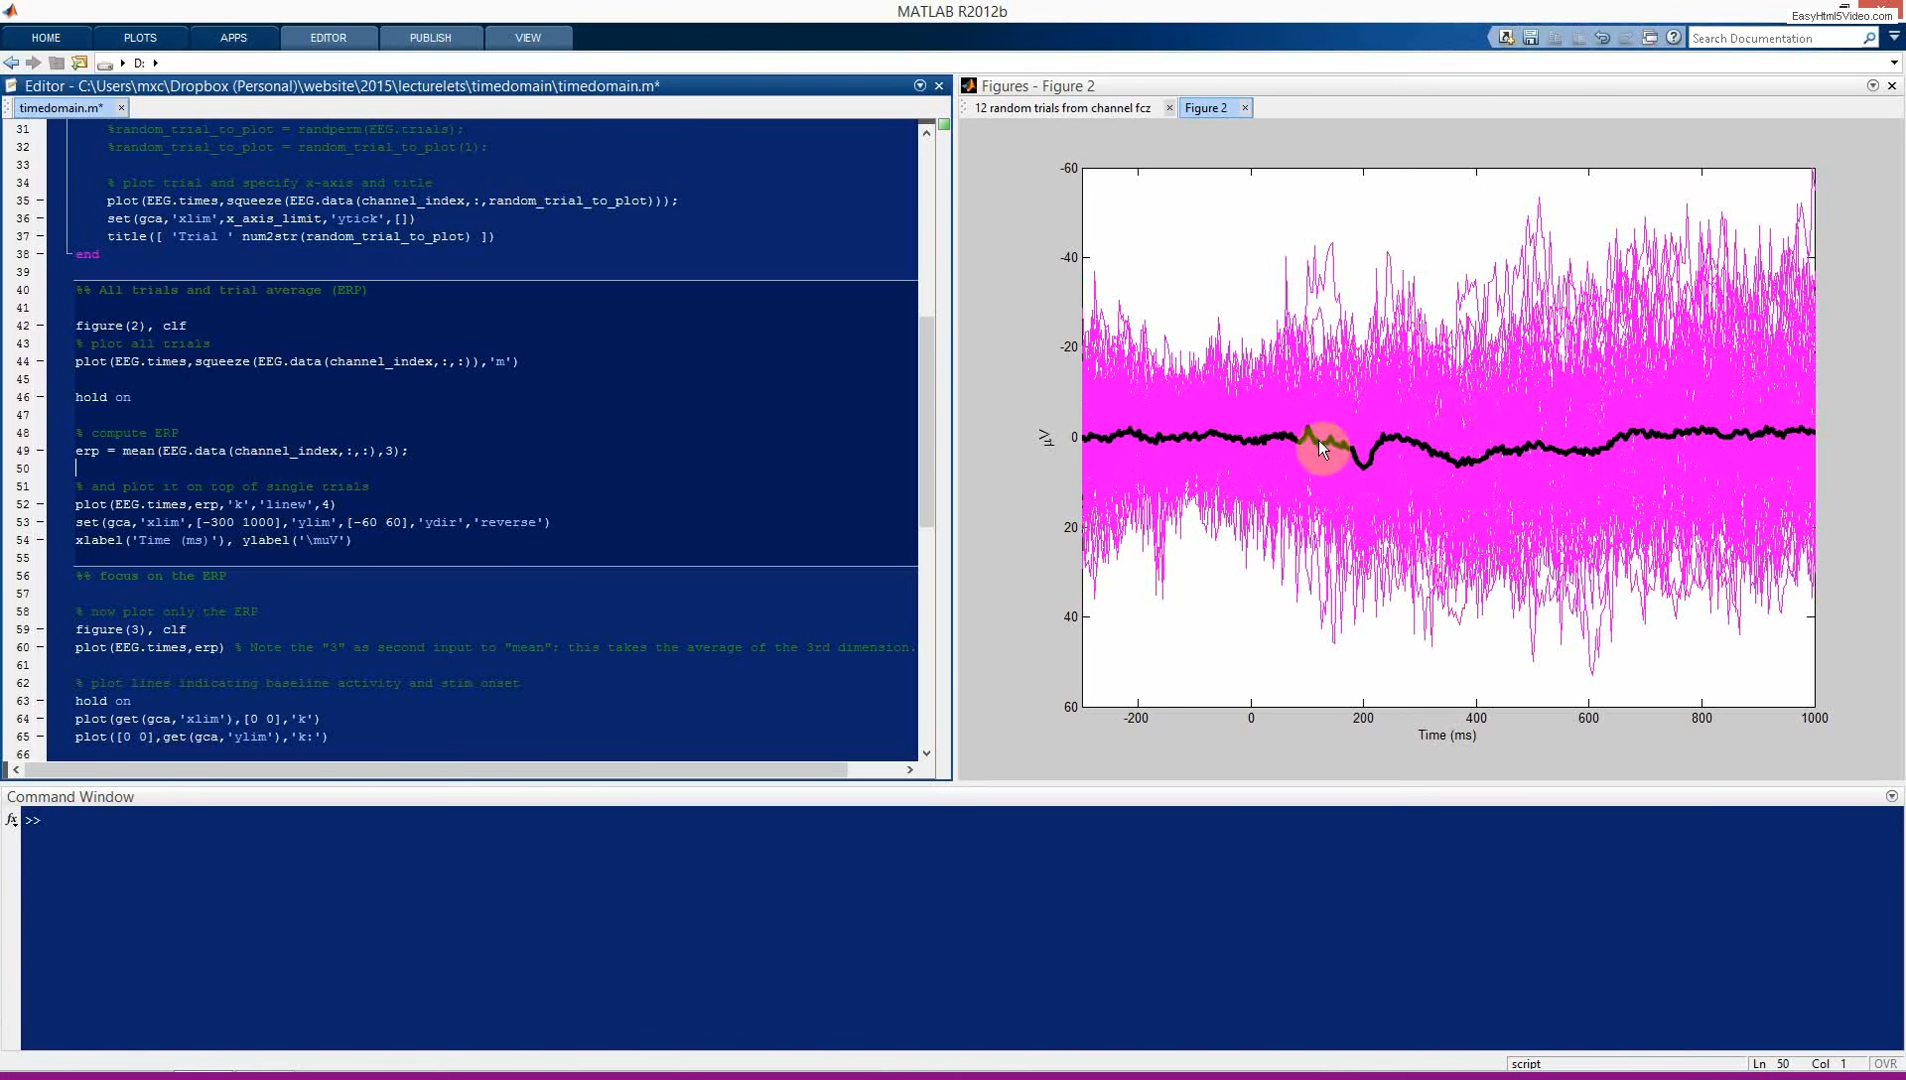 MATLAB R2012b
EasyHtml5Video.com
HOME
PLOTS
APPS
EDITOR
PUBLISH
VIEW
Search Documentation
D:
Editor - C:\Users\mxc\Dropbox (Personal)\website\2015\lecturelets\timedomain\timedomain.m*
timedomain.m*
31 %random_trial_to_plot = randperm(EEG.trials);
32 %random_trial_to_plot = random_trial_to_plot(1);
33
34 % plot trial and specify x-axis and title
35 plot(EEG.times,squeeze(EEG.data(channel_index,:,random_trial_to_plot)));
36 set(gca,'xlim',x_axis_limit,'ytick',[])
37 title([ 'Trial ' num2str(random_trial_to_plot) ])
38 end
39
40 %% All trials and trial average (ERP)
41
42 figure(2), clf
43 % plot all trials
44 plot(EEG.times,squeeze(EEG.data(channel_index,:,:)),'m')
45
46 hold on
47
48 % compute ERP
49 erp = mean(EEG.data(channel_index,:,:),3);
50
51 % and plot it on top of single trials
52 plot(EEG.times,erp,'k','linew',4)
53 set(gca,'xlim',[-300 1000],'ylim',[-60 60],'ydir','reverse')
54 xlabel('Time (ms)'), ylabel('\muV')
55
56 %% focus on the ERP
57
58 % now plot only the ERP
59 figure(3), clf
60 plot(EEG.times,erp) % Note the "3" as second input to "mean"; this takes the average of the 3rd dimension.
61
62 % plot lines indicating baseline activity and stim onset
63 hold on
64 plot(get(gca,'xlim'),[0 0],'k')
65 plot([0 0],get(gca,'ylim'),'k:')
66
Figures - Figure 2
12 random trials from channel fcz
Figure 2
-60
-40
-20
0
20
40
60
µV
-200 0 200 400 600 800 1000
Time (ms)
Command Window
fx >>
script
Ln 50 Col 1 OVR